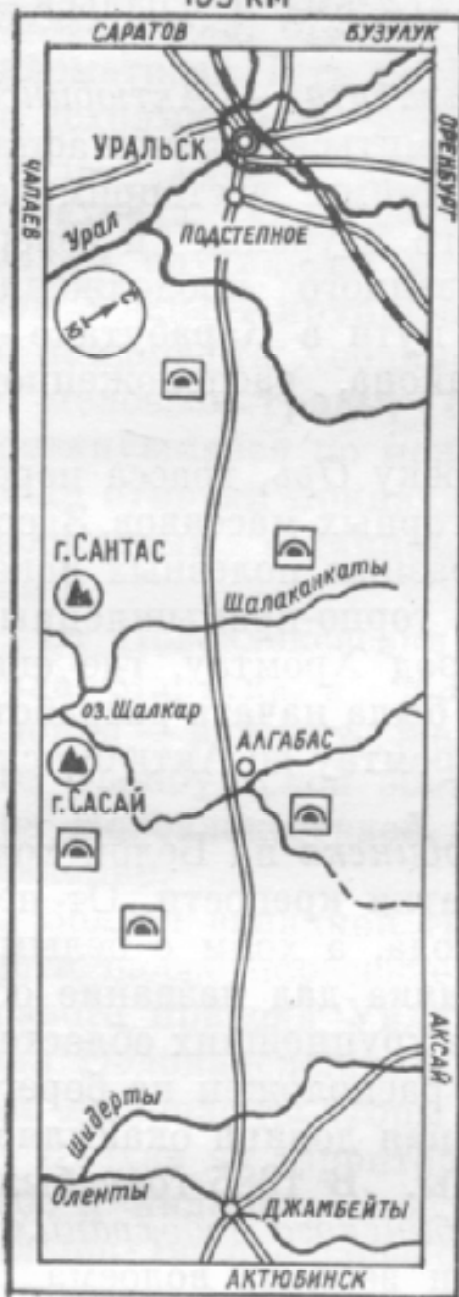 САРАТОВ
БУЗУЛУК
ЧАПАЕВ
ОРЕНБУРГ
УРАЛЬСК
Урал
ПОДСТЕПНОЕ
С
Ю
г. САНТАС
Шалаканкаты
оз. Шалкар
АЛГАБАС
г. САСАЙ
АКСАЙ
Шидерты
Оленты
ДЖАМБЕЙТЫ
АКТЮБИНСК